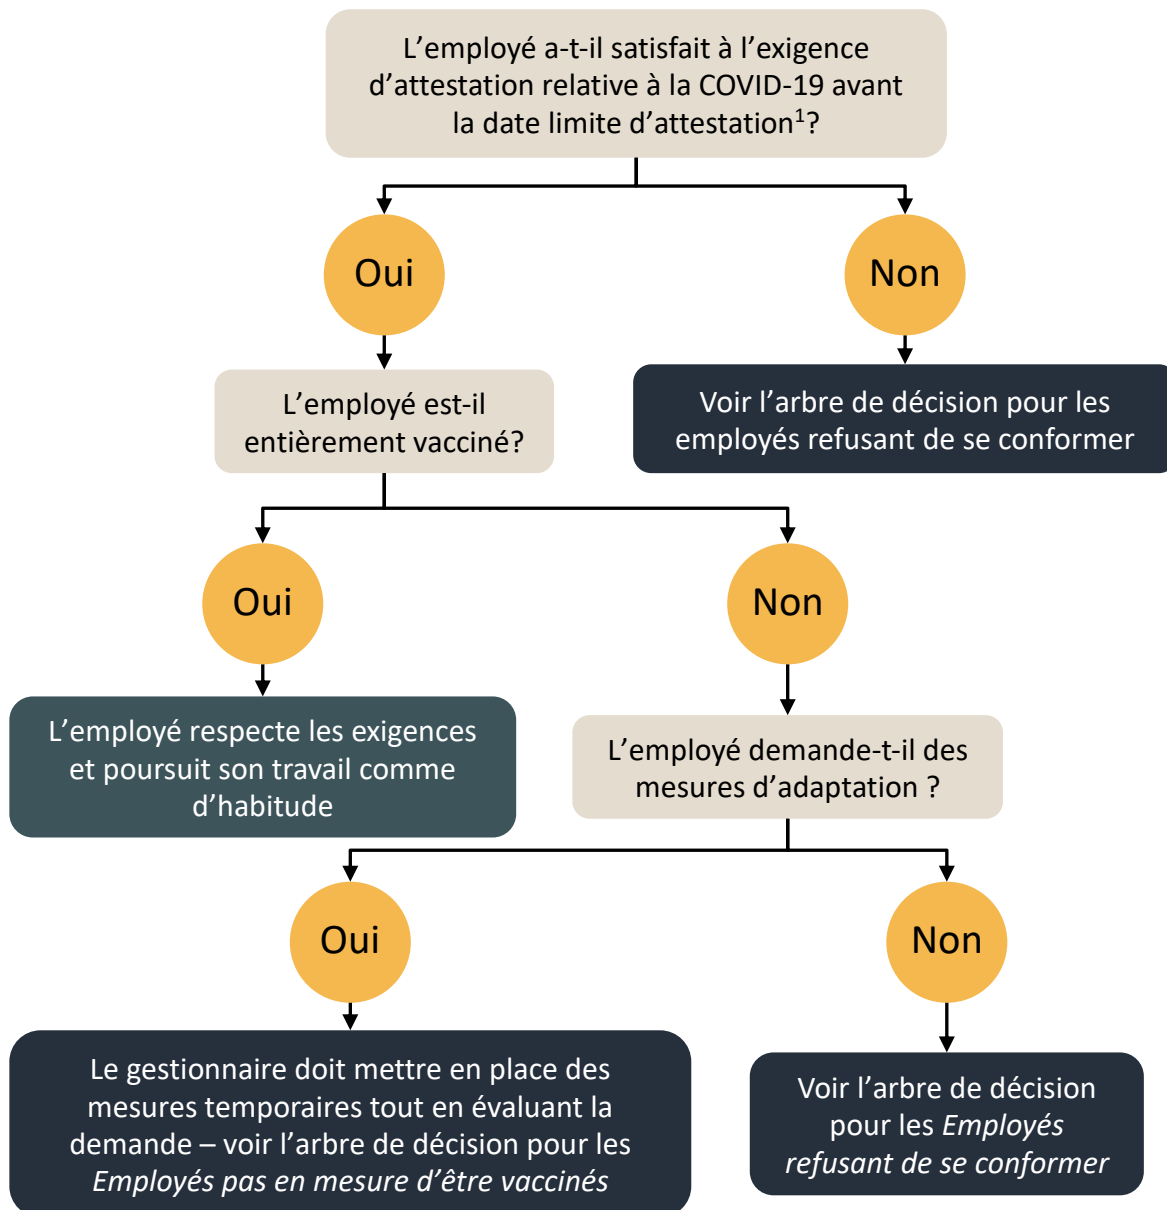 L’employé a-t-il satisfait à l’exigence
d’attestation relative à la COVID-19 avant
la date limite d’attestation¹?
Oui
Non
L’employé est-il
entièrement vacciné?
Voir l’arbre de décision pour les
employés refusant de se conformer
Oui
Non
L’employé respecte les exigences
et poursuit son travail comme
d’habitude
L’employé demande-t-il des
mesures d’adaptation ?
Oui
Non
Le gestionnaire doit mettre en place des
mesures temporaires tout en évaluant la
demande – voir l’arbre de décision pour les
Employés pas en mesure d’être vaccinés
Voir l’arbre de décision
pour les Employés
refusant de se conformer